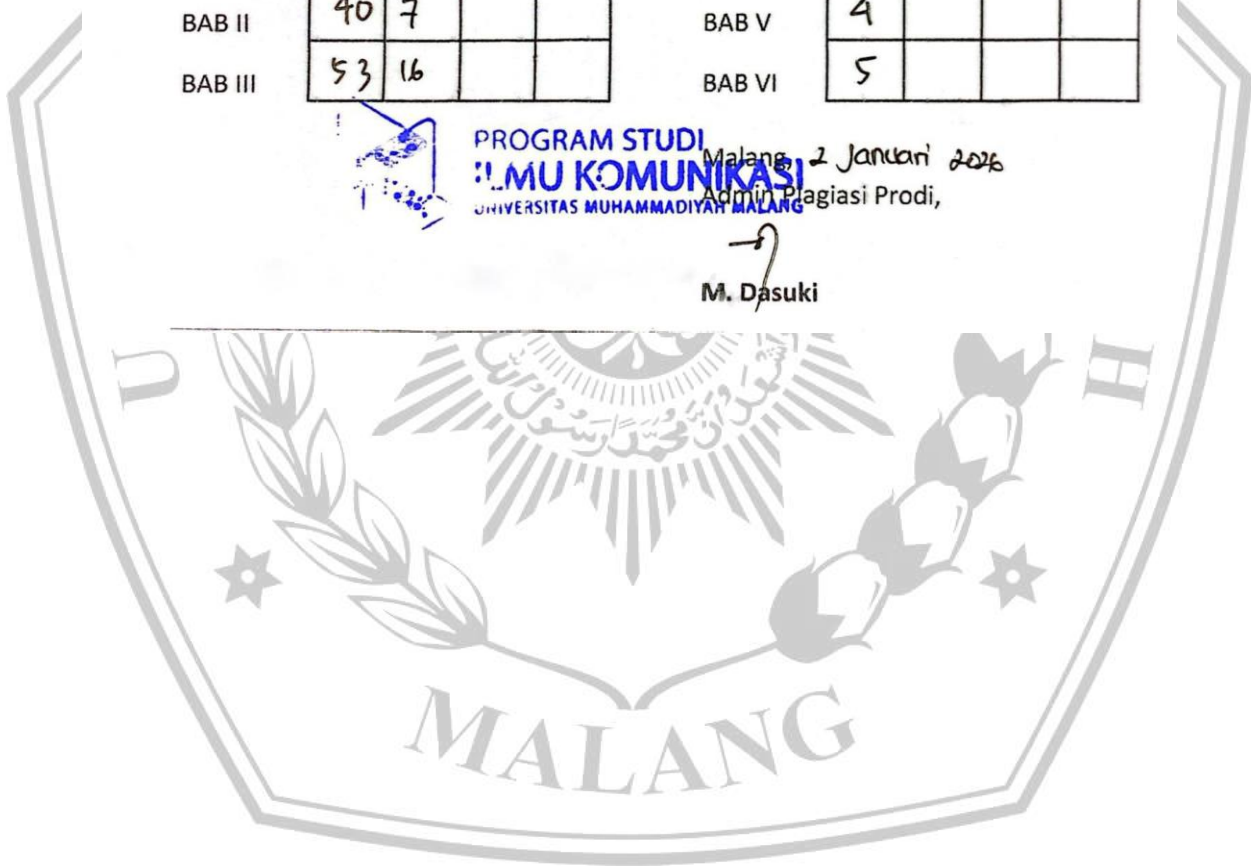 BAB II 40 7 BAB V 4
BAB III 53 16 BAB VI 5
PROGRAM STUDI
ILMU KOMUNIKASI
UNIVERSITAS MUHAMMADIYAH MALANG
Malang, 2 Januari 2026
Admin Plagiasi Prodi,
M. Dasuki
U H
MALANG